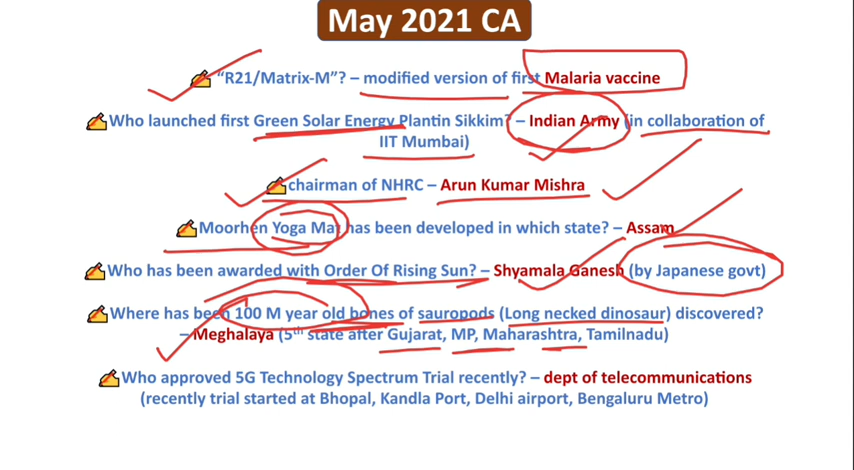 May 2021 CA
"R21/Matrix-M"? – modified version of first Malaria vaccine
Who launched first Green Solar Energy Plantin Sikkim? – Indian Army (in collaboration of
IIT Mumbai)
chairman of NHRC – Arun Kumar Mishra
Moorhen Yoga Mat has been developed in which state? – Assam
Who has been awarded with Order Of Rising Sun? – Shyamala Ganesh (by Japanese govt)
Where has been 100 M year old bones of sauropods (Long necked dinosaur) discovered?
– Meghalaya (5th state after Gujarat, MP, Maharashtra, Tamilnadu)
Who approved 5G Technology Spectrum Trial recently? – dept of telecommunications
(recently trial started at Bhopal, Kandla Port, Delhi airport, Bengaluru Metro)